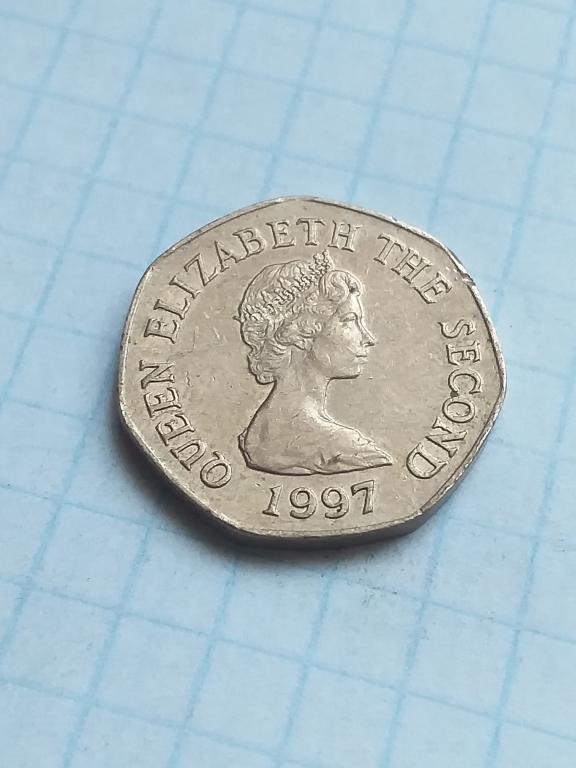 QUEEN ELIZABETH THE SECOND
1997